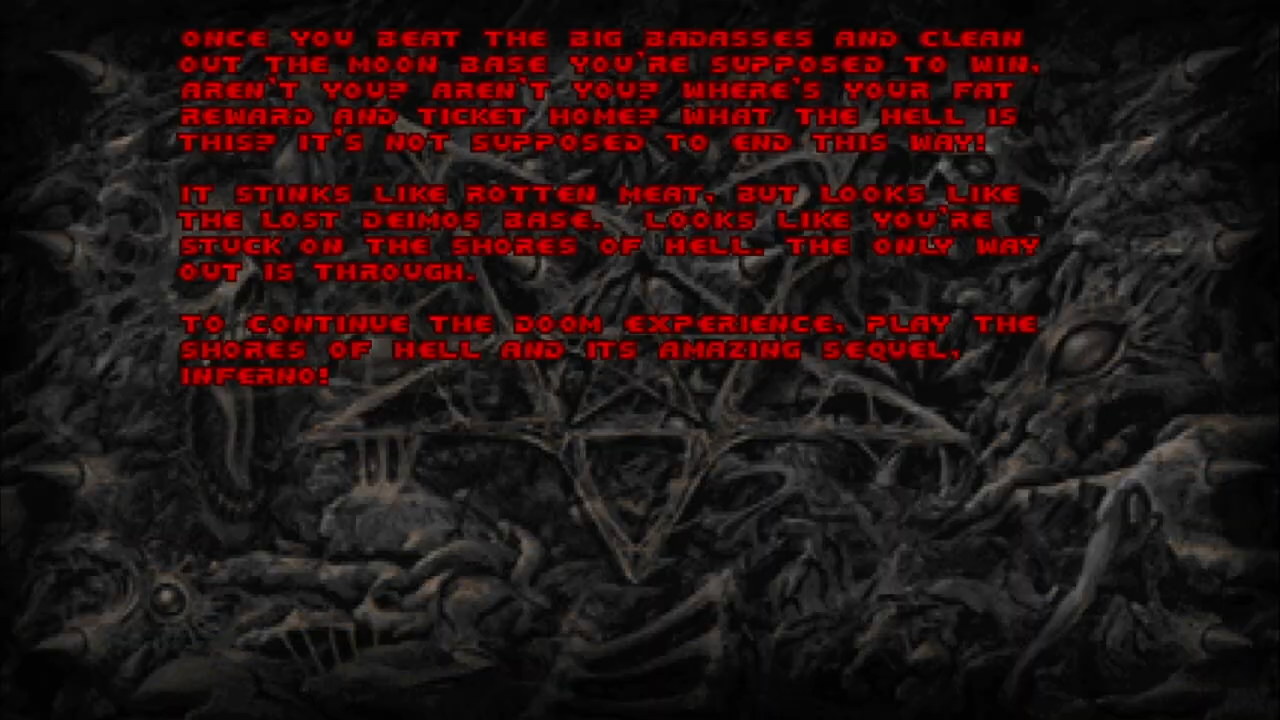 ONCE YOU BEAT THE BIG BADASSES AND CLEAN
OUT THE MOON BASE YOU'RE SUPPOSED TO WIN,
AREN'T YOU? AREN'T YOU? WHERE'S YOUR FAT
REWARD AND TICKET HOME? WHAT THE HELL IS
THIS? IT'S NOT SUPPOSED TO END THIS WAY!
IT STINKS LIKE ROTTEN MEAT, BUT LOOKS LIKE
THE LOST DEIMOS BASE. LOOKS LIKE YOU'RE
STUCK ON THE SHORES OF HELL. THE ONLY WAY
OUT IS THROUGH.
TO CONTINUE THE DOOM EXPERIENCE, PLAY THE
SHORES OF HELL AND ITS AMAZING SEQUEL,
INFERNO!